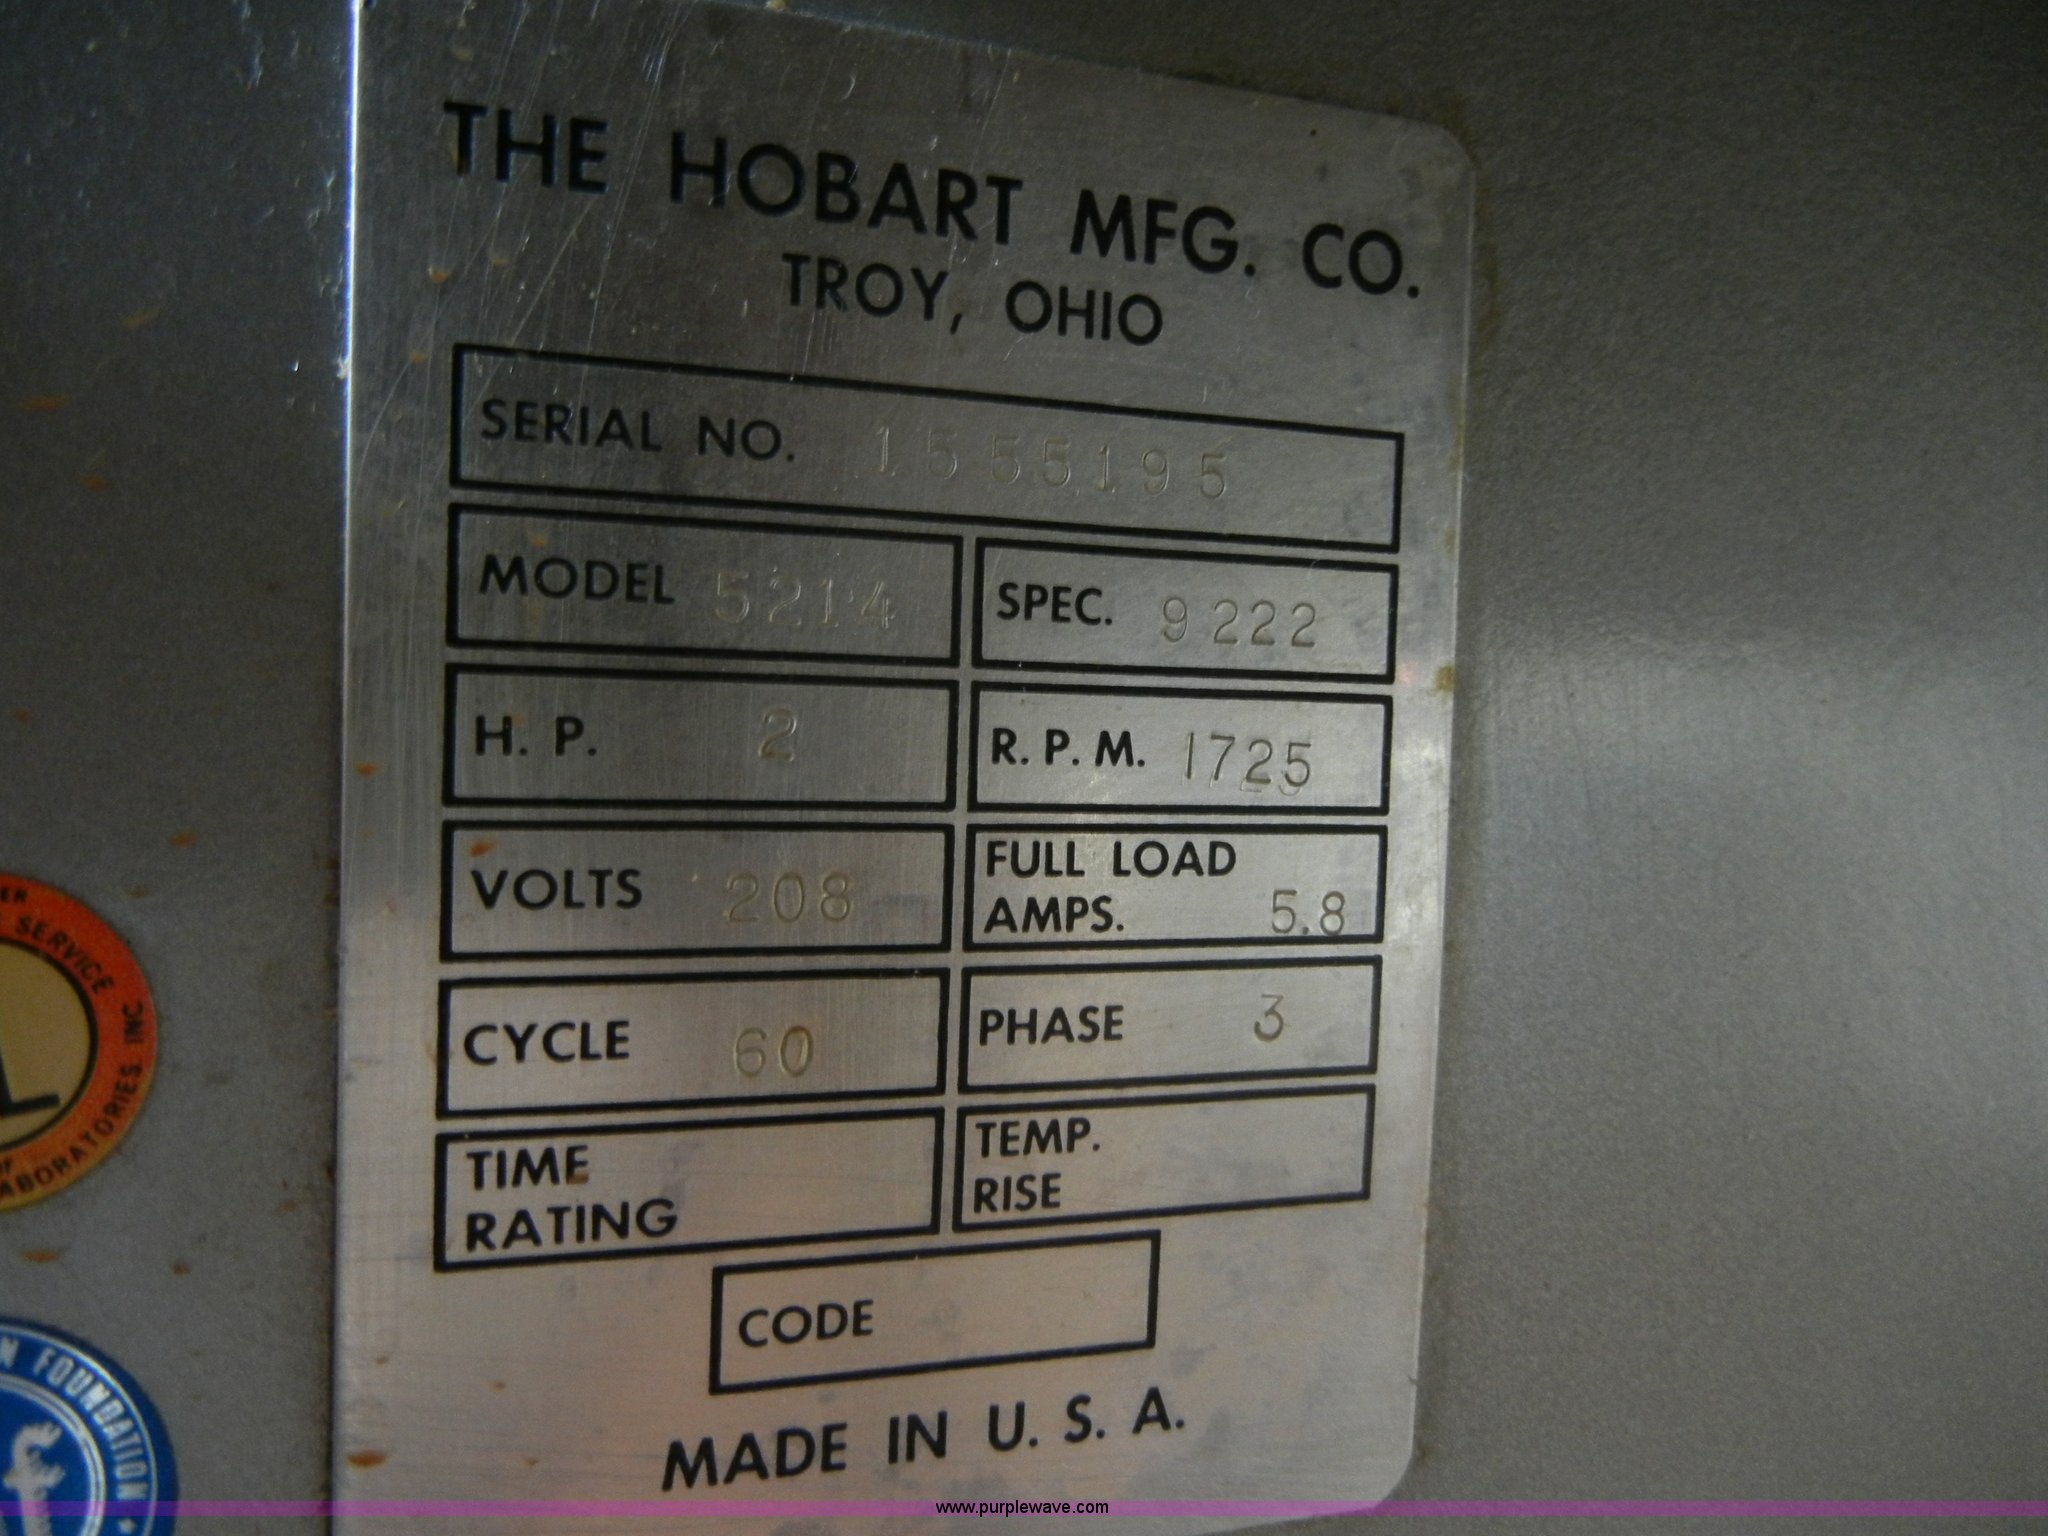 THE HOBART MFG. CO.
TROY, OHIO
SERIAL NO. 1555195
MODEL 5214
SPEC. 9222
H. P. 2
R. P. M. 1725
VOLTS 208
FULL LOAD
AMPS. 5.8
CYCLE 60
PHASE 3
TIME
RATING
TEMP.
RISE
CODE
MADE IN U. S. A.
SERVICE INC
FOUNDATION
www.purplewave.com